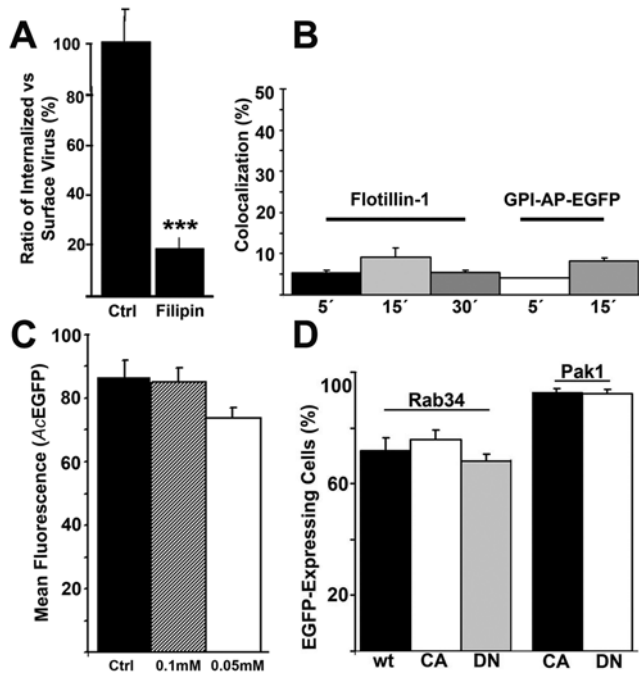 A
Ratio of Internalized vs
Surface Virus (%)
100
80
60
40
20
***
Ctrl Filipin
B
Colocalization (%)
50
40
30
20
10
Flotillin-1 GPI-AP-EGFP
5´ 15´ 30´ 5´ 15´
C
Mean Fluorescence (AcEGFP)
100
80
60
40
20
Ctrl 0.1mM 0.05mM
D
EGFP-Expressing Cells (%)
100
60
20
Rab34
Pak1
wt CA DN CA DN